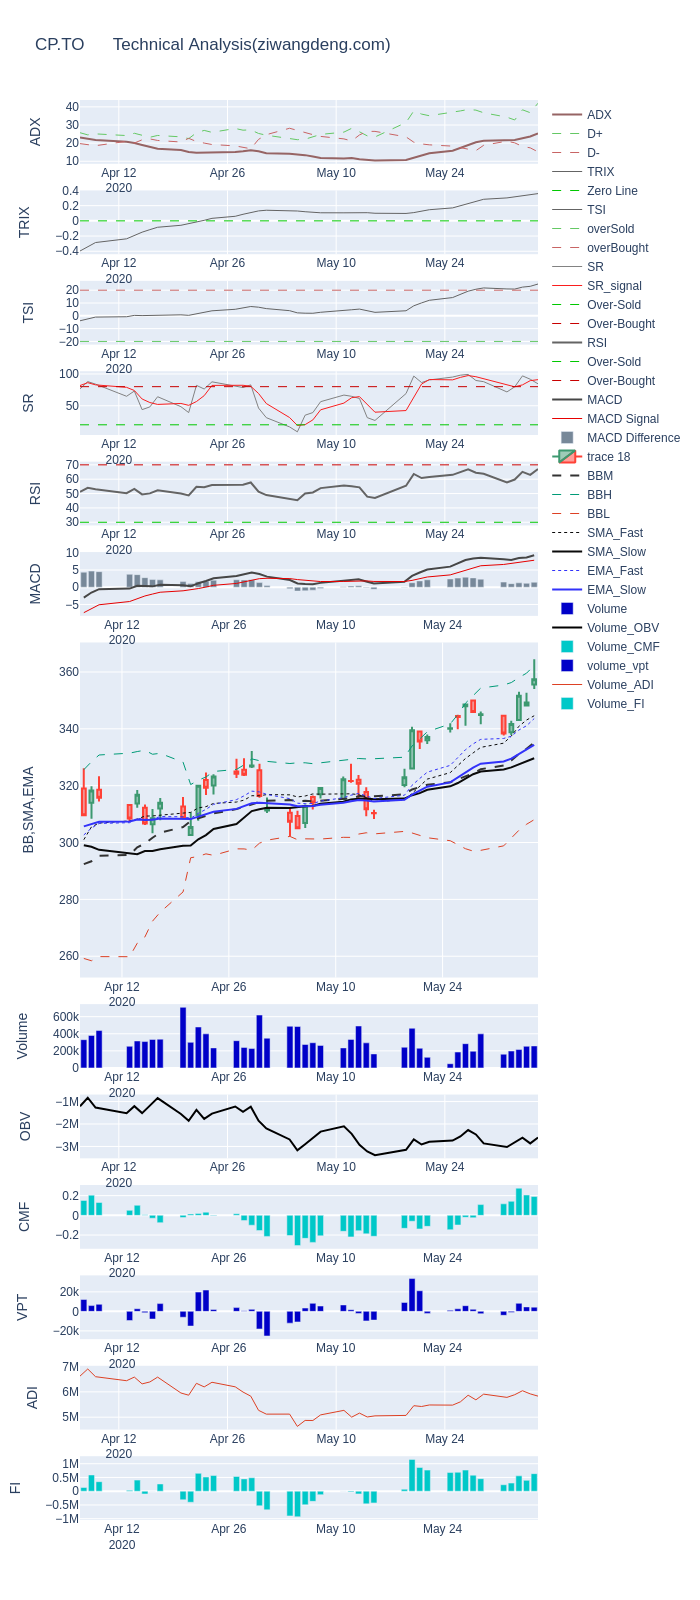 CP.TO Technical Analysis(ziwangdeng.com)
ADX
40
30
20
10
Apr 12
2020
Apr 26
May 10
May 24
TRIX
0.4
0.2
0
−0.2
−0.4
Apr 12
2020
Apr 26
May 10
May 24
TSI
20
10
0
−10
−20
Apr 12
2020
Apr 26
May 10
May 24
SR
100
50
Apr 12
2020
Apr 26
May 10
May 24
RSI
70
60
50
40
30
Apr 12
2020
Apr 26
May 10
May 24
MACD
10
5
0
−5
Apr 12
2020
Apr 26
May 10
May 24
BB,SMA,EMA
360
340
320
300
280
260
Apr 12
2020
Apr 26
May 10
May 24
Volume
600k
400k
200k
0
Apr 12
2020
Apr 26
May 10
May 24
OBV
−1M
−2M
−3M
Apr 12
2020
Apr 26
May 10
May 24
CMF
0.2
0
−0.2
Apr 12
2020
Apr 26
May 10
May 24
VPT
20k
0
−20k
Apr 12
2020
Apr 26
May 10
May 24
ADI
7M
6M
5M
Apr 12
2020
Apr 26
May 10
May 24
FI
1M
0.5M
0
−0.5M
−1M
Apr 12
2020
Apr 26
May 10
May 24
ADX
D+
D-
TRIX
Zero Line
TSI
overSold
overBought
SR
SR_signal
Over-Sold
Over-Bought
RSI
Over-Sold
Over-Bought
MACD
MACD Signal
MACD Difference
trace 18
BBM
BBH
BBL
SMA_Fast
SMA_Slow
EMA_Fast
EMA_Slow
Volume
Volume_OBV
Volume_CMF
volume_vpt
Volume_ADI
Volume_FI